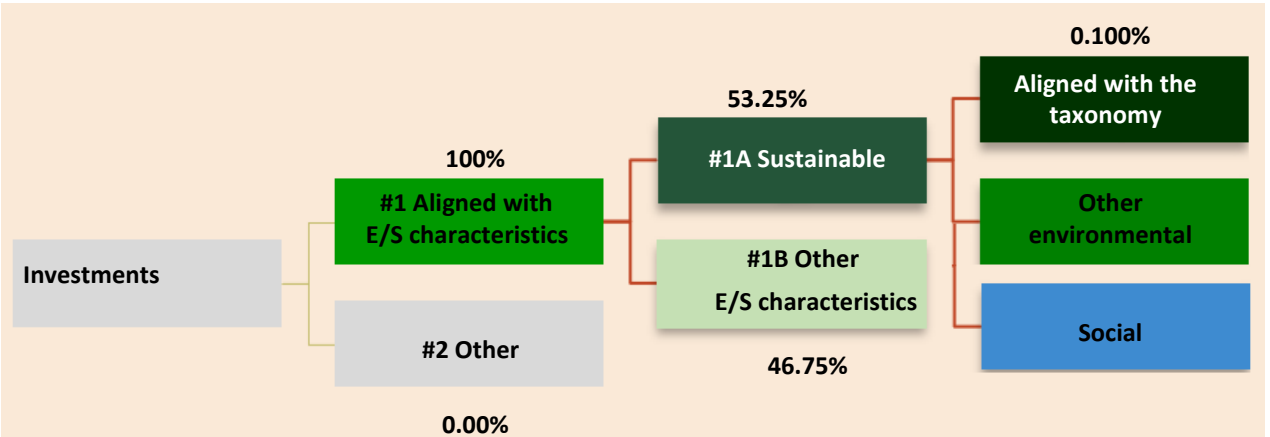 0.100%
Aligned with the
taxonomy
53.25%
#1A Sustainable
100%
#1 Aligned with
E/S characteristics
Other
environmental
Investments
#1B Other
E/S characteristics
#2 Other
Social
46.75%
0.00%